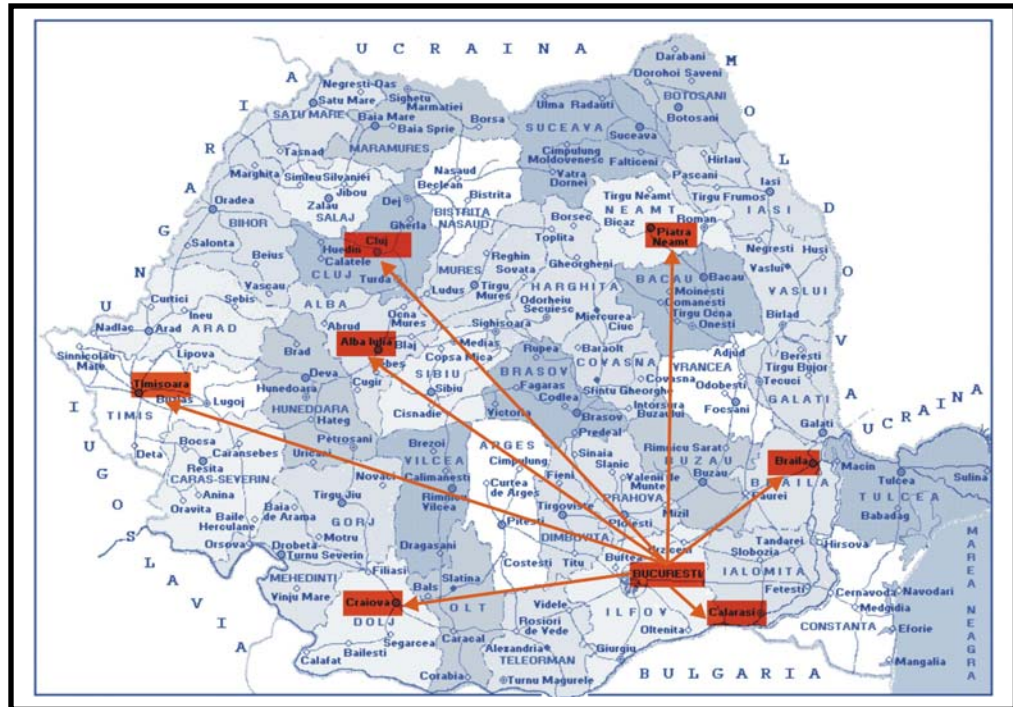 UCRAINA
MOLDOVA
UNGARIA
IUGOSLAVIA
BULGARIA
UCRAINA
MAREA NEAGRA
Darabani
Dorohoi Saveni
BOTOSANI
Botosani
Negresti-Oas
Satu Mare
SATU MARE
Sighetu
Marmatiei
Baia Mare
Baia Sprie
Borsa
MARAMURES
Ulma Radauti
SUCEAVA
Suceava
Cimpulung
Moldovenesc
Falticeni
Vatra
Dornei
Hirlau
Pascani
Iasi
Tirgu Frumos
IASI
Tasnad
Marghita
Simleu Silvaniei
Jibou
Zalau
SALAJ
Nasaud
Beclean
Bistrita
BISTRITA
NASAUD
Dej
Gherla
Tirgu Neamt
NEAMT
Bicaz
Roman
Piatra
Neamt
Oradea
BIHOR
Salonta
Beius
Vascau
Cluj
Huedin
Calatele
CLUJ
Turda
Borsec
Toplita
Reghin
Sovata
Gheorgheni
MURES
Tirgu
Mures
Ludus
HARGHITA
Odorheiu
Secuiesc
Miercurea
Ciuc
BACAU
Bacau
Moinesti
Comanesti
Tirgu Ocna
Onesti
Negresti
Husi
Vaslui
VASLUI
Birlad
Curtici
Ineu
Sebis
Nadlac
Arad
ARAD
Lipova
Sinnicolau
Mare
ALBA
Abrud
Ocna
Mures
Alba Iulia
Blaj
Sighisoara
Medias
Copsa Mica
SIBIU
Sibiu
Cisnadie
Cugir
Brad
Deva
Hunedoara
HUNEDOARA
Hateg
Petrosani
Uricani
Rupea
BRASOV
Fagaras
Codlea
Victoria
Brasov
Predeal
Baraolt
COVASNA
Covasna
Sfintu Gheorghe
Intorsura
Buzaului
Adjud
VRANCEA
Odobesti
Focsani
Beresti
Tirgu Bujor
Tecuci
GALATI
Galati
Timisoara
Buzias
Lugoj
TIMIS
Deta
Bocsa
Resita
Caransebes
CARAS-SEVERIN
Anina
Oravita
Baile
Herculane
Orsova
Baia
de Arama
Novaci
Tirgu Jiu
GORJ
Motru
Drobeta
Turnu Severin
MEHEDINTI
Vinju Mare
Filiasi
Brezoi
VILCEA
Calimanesti
Rimnicu
Vilcea
Dragasani
ARGES
Cimpulung
Curtea
de Arges
Pitesti
Costesti
Sinaia
Slanic
Fieni
Valenii de
Munte
Tirgoviste
PRAHOVA
Ploiesti
DIMBOVITA
Titu
Buftea
Rimnicu Sarat
BUZAU
Buzau
Mizil
Braila
BRAILA
Faurei
Macin
Tulcea
Sulina
TULCEA
Babadag
Urziceni
Tandarei
Slobozia
IALOMITA
Fetesti
Hirsova
BUCURESTI
ILFOV
Calarasi
Oltenita
Cernavoda
Navodari
Medgidia
CONSTANTA
Eforie
Mangalia
Craiova
DOLJ
Segarcea
Bailesti
Calafat
Slatina
Bals
OLT
Caracal
Corabia
Videle
Rosiori
de Vede
Alexandria
TELEORMAN
Turnu Magurele
Giurgiu